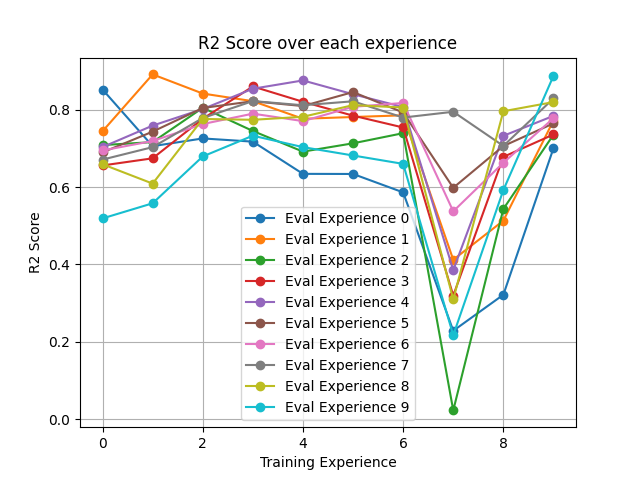 R2 Score over each experience
R2 Score
0.8
0.6
0.4
0.2
0.0
Eval Experience 0
Eval Experience 1
Eval Experience 2
Eval Experience 3
Eval Experience 4
Eval Experience 5
Eval Experience 6
Eval Experience 7
Eval Experience 8
Eval Experience 9
0 2 4 6 8
Training Experience